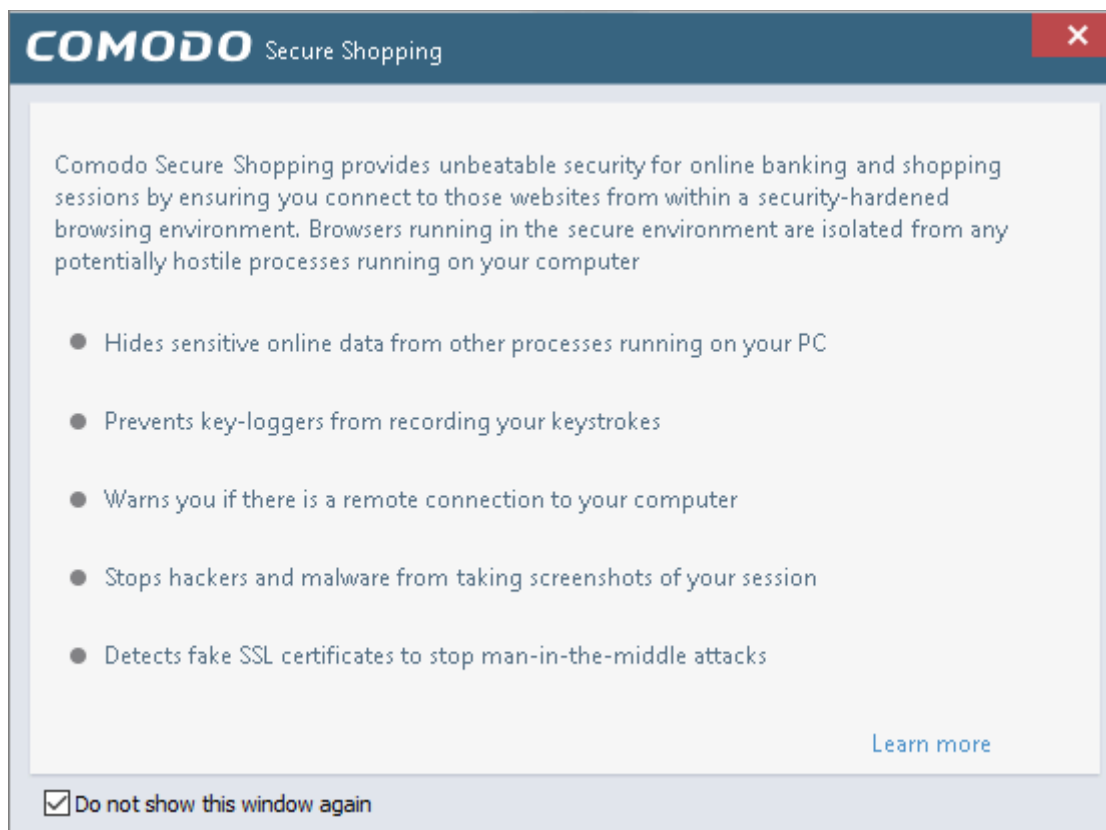 COMODO Secure Shopping
Comodo Secure Shopping provides unbeatable security for online banking and shopping
sessions by ensuring you connect to those websites from within a security-hardened
browsing environment. Browsers running in the secure environment are isolated from any
potentially hostile processes running on your computer
Hides sensitive online data from other processes running on your PC
Prevents key-loggers from recording your keystrokes
Warns you if there is a remote connection to your computer
Stops hackers and malware from taking screenshots of your session
Detects fake SSL certificates to stop man-in-the-middle attacks
Learn more
Do not show this window again